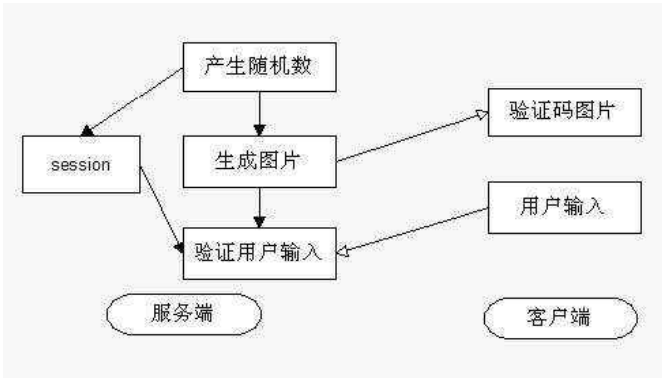 产生随机数
验证码图片
session
生成图片
用户输入
验证用户输入
服务端
客户端